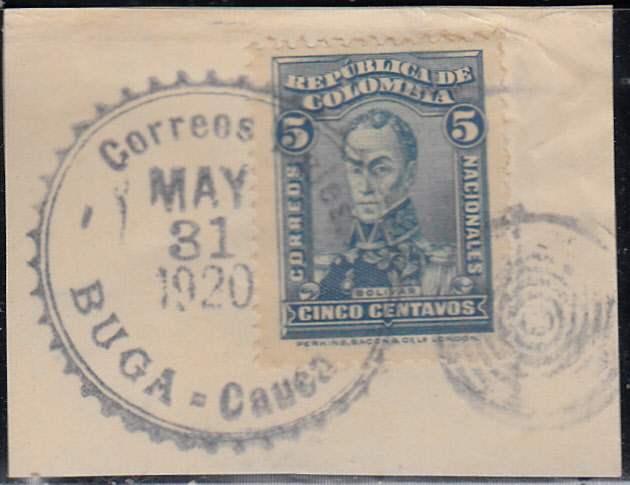 Correos
MAY
31
1920
BUGA = Cauca
REPÚBLICA DE
COLOMBIA
5 5
CORREOS
NACIONALES
BOLIVAR
CINCO CENTAVOS
PERKINS, BACON & CO. LD LONDON.